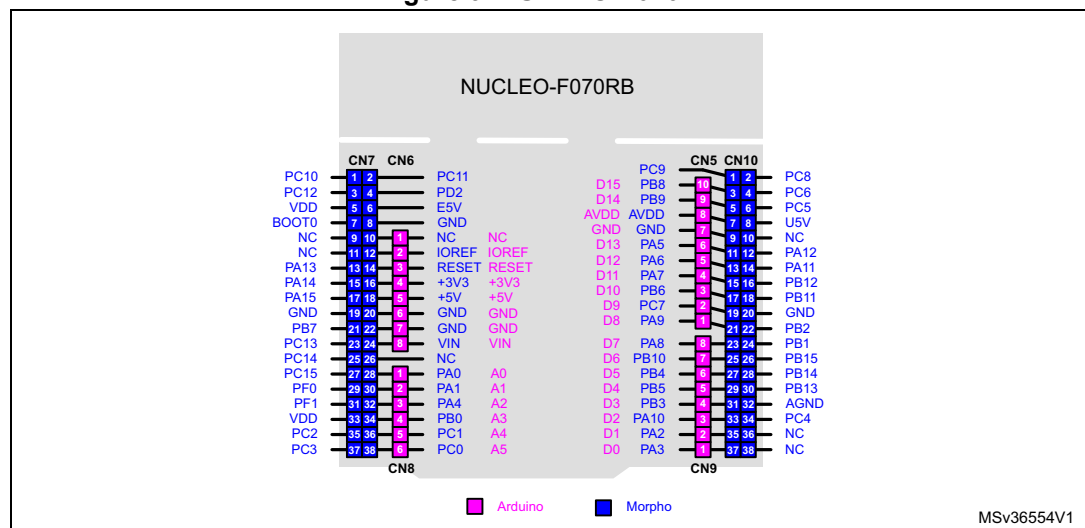 NUCLEO-F070RB
CN7 CN6 CN5 CN10
PC9
PC10 1 2 PC11 D15 PB8 10 1 2 PC8
PC12 3 4 PD2 D14 PB9 9 3 4 PC6
VDD 5 6 E5V AVDD AVDD 8 5 6 PC5
BOOT0 7 8 GND GND GND 7 7 8 U5V
NC 9 10 1 NC NC D13 PA5 6 9 10 NC
NC 11 12 2 IOREF IOREF D12 PA6 5 11 12 PA12
PA13 13 14 3 RESET RESET D11 PA7 4 13 14 PA11
PA14 15 16 4 +3V3 +3V3 D10 PB6 3 15 16 PB12
PA15 17 18 5 +5V +5V D9 PC7 2 17 18 PB11
GND 19 20 6 GND GND D8 PA9 1 19 20 GND
PB7 21 22 7 GND GND 21 22 PB2
PC13 23 24 8 VIN VIN D7 PA8 8 23 24 PB1
PC14 25 26 NC D6 PB10 7 25 26 PB15
PC15 27 28 1 PA0 A0 D5 PB4 6 27 28 PB14
PF0 29 30 2 PA1 A1 D4 PB5 5 29 30 PB13
PF1 31 32 3 PA4 A2 D3 PB3 4 31 32 AGND
VDD 33 34 4 PB0 A3 D2 PA10 3 33 34 PC4
PC2 35 36 5 PC1 A4 D1 PA2 2 35 36 NC
PC3 37 38 6 PC0 A5 D0 PA3 1 37 38 NC
CN8 CN9
Arduino Morpho
MSv36554V1